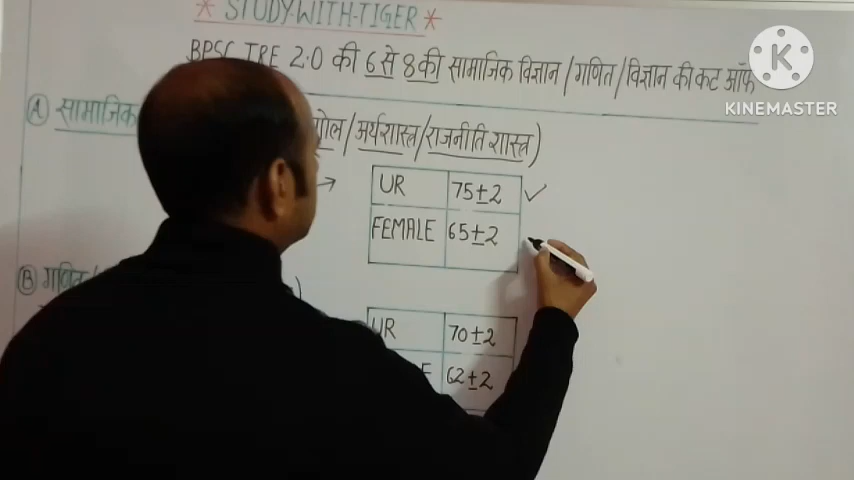 * STUDY-WITH-TIGER *
BPSC TRE 2.0 की 6 से 8 की सामाजिक विज्ञान / गणित / विज्ञान की कट ऑफ
KINEMASTER
A सामाजिक / अर्थशास्त्र / राजनीति शास्त्र)
→ UR 75±2 ✓
FEMALE 65±2
B गणित
UR 70±2
62±2